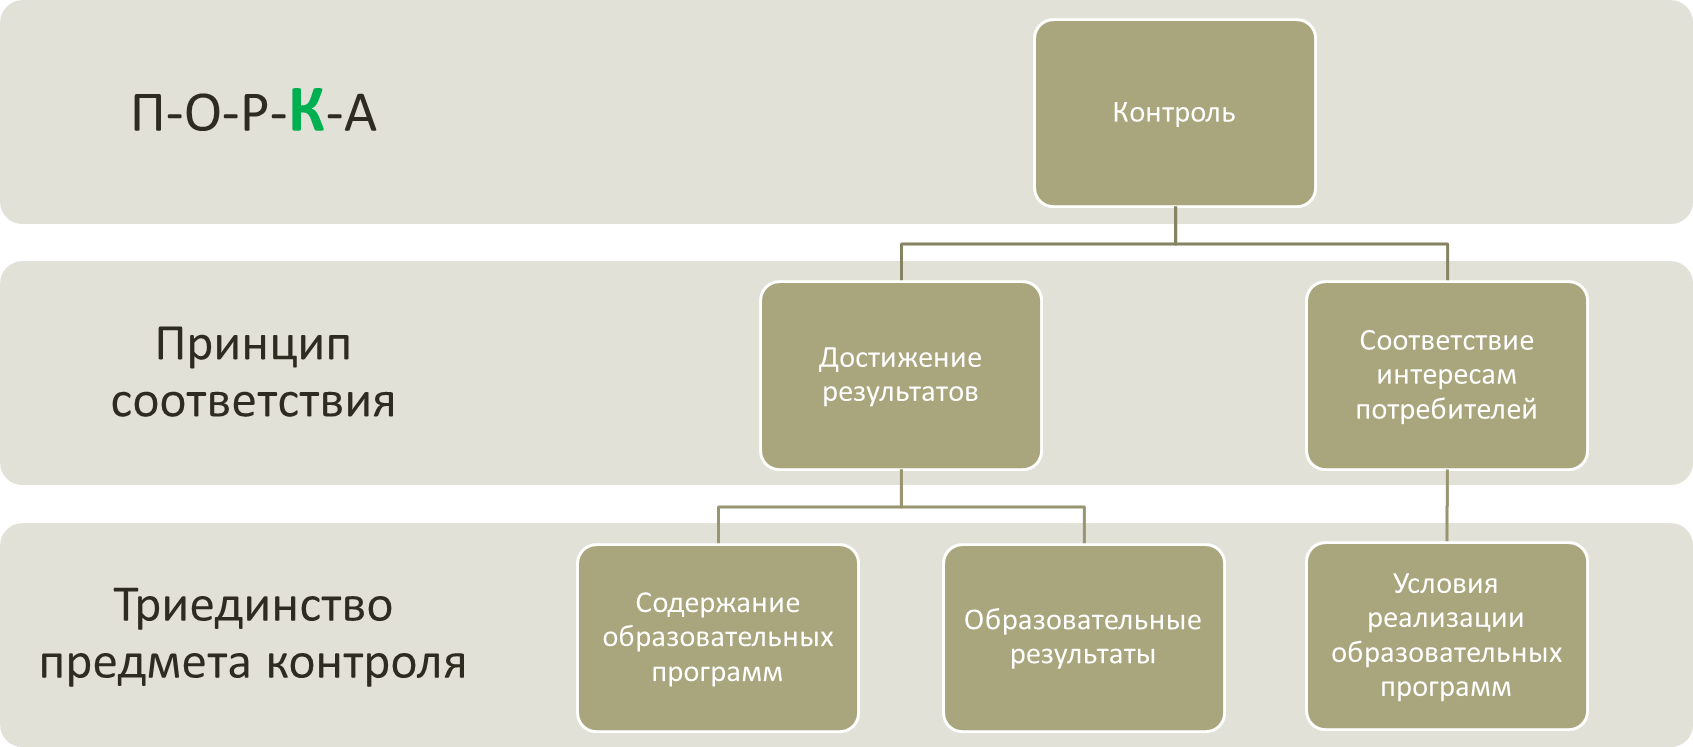 П-О-Р-К-А
Контроль
Принцип
соответствия
Достижение
результатов
Соответствие
интересам
потребителей
Триединство
предмета контроля
Содержание
образовательных
программ
Образовательные
результаты
Условия
реализации
образовательных
программ